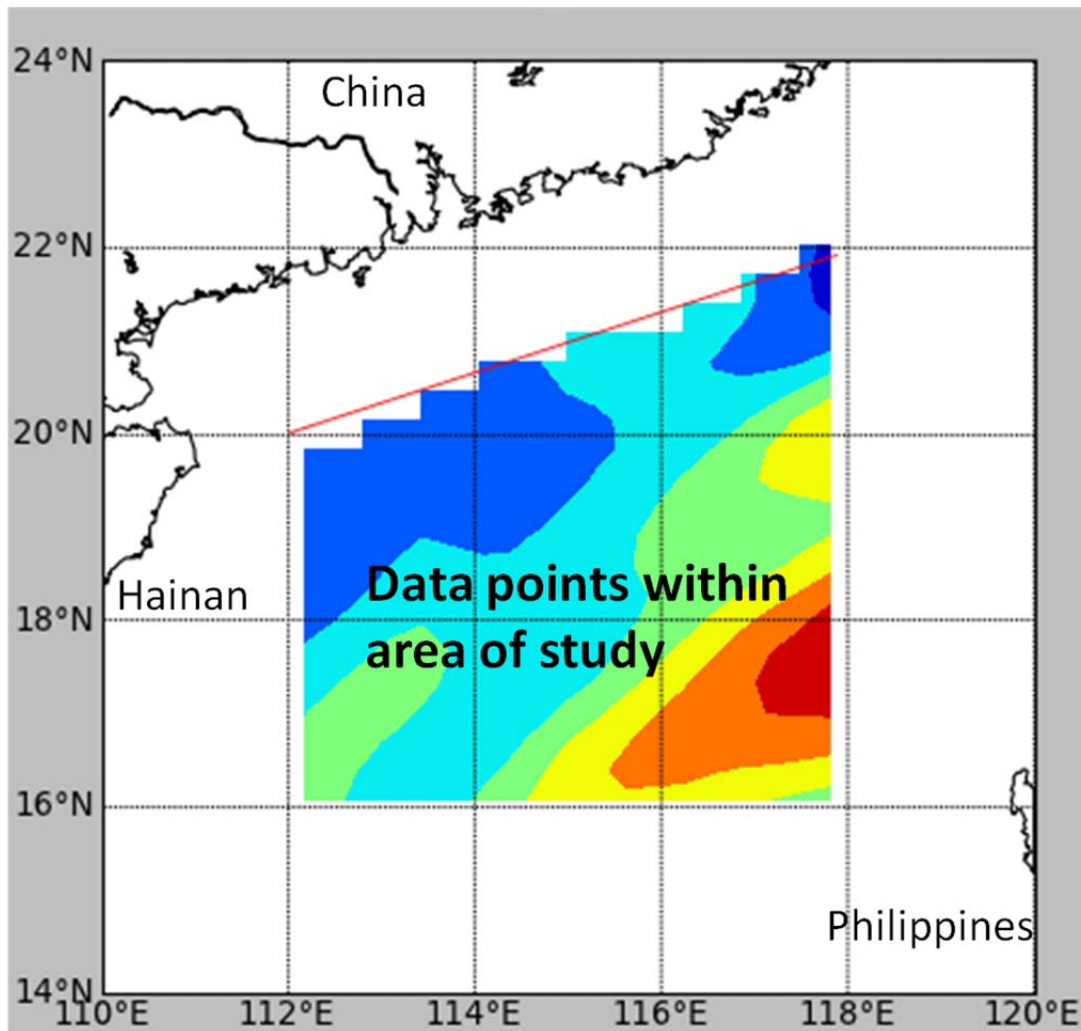 24°N
China
22°N
20°N
Data points within
area of study
Hainan
18°N
16°N
Philippines
14°N
110°E 112°E 114°E 116°E 118°E 120°E